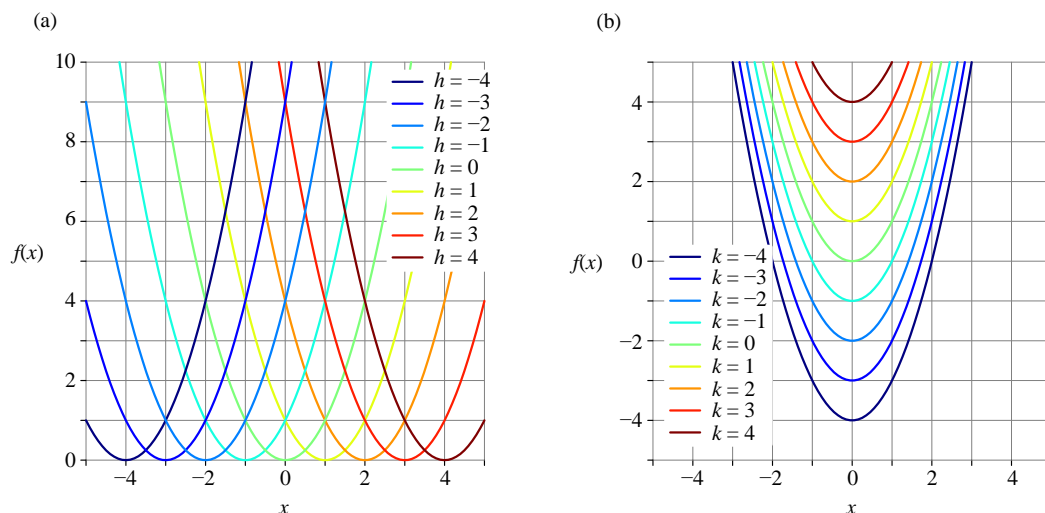 (a)
10
8
6
4
2
0
f(x)
−4
−2
0
2
4
x
h = −4
h = −3
h = −2
h = −1
h = 0
h = 1
h = 2
h = 3
h = 4
(b)
4
2
0
−2
−4
f(x)
−4
−2
0
2
4
x
k = −4
k = −3
k = −2
k = −1
k = 0
k = 1
k = 2
k = 3
k = 4